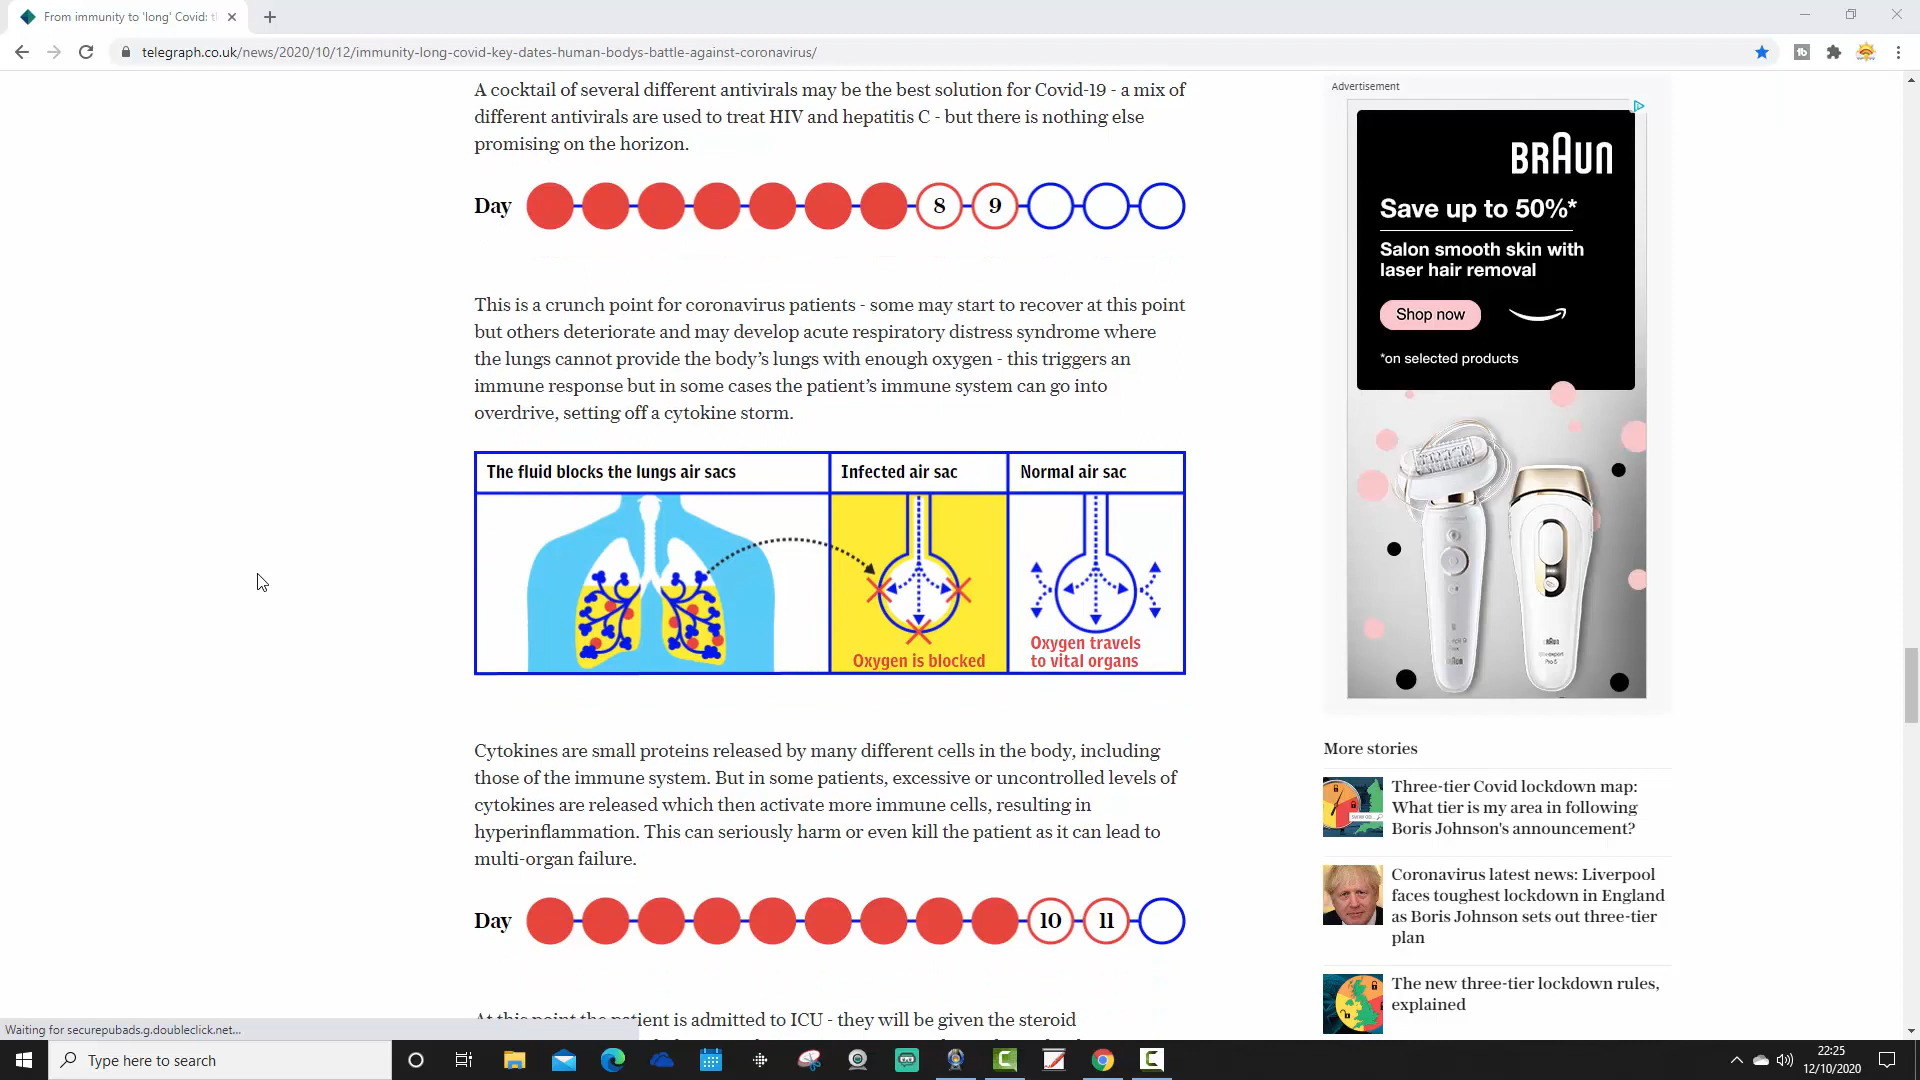 From immunity to 'long' Covid: t
telegraph.co.uk/news/2020/10/12/immunity-long-covid-key-dates-human-bodys-battle-against-coronavirus/
A cocktail of several different antivirals may be the best solution for Covid-19 - a mix of
different antivirals are used to treat HIV and hepatitis C - but there is nothing else
promising on the horizon.
Day 8 9
This is a crunch point for coronavirus patients - some may start to recover at this point
but others deteriorate and may develop acute respiratory distress syndrome where
the lungs cannot provide the body’s lungs with enough oxygen - this triggers an
immune response but in some cases the patient’s immune system can go into
overdrive, setting off a cytokine storm.
The fluid blocks the lungs air sacs
Infected air sac
Normal air sac
Oxygen is blocked
Oxygen travels
to vital organs
Cytokines are small proteins released by many different cells in the body, including
those of the immune system. But in some patients, excessive or uncontrolled levels of
cytokines are released which then activate more immune cells, resulting in
hyperinflammation. This can seriously harm or even kill the patient as it can lead to
multi-organ failure.
Day 10 11
At this point the patient is admitted to ICU - they will be given the steroid
Advertisement
BRAUN
Save up to 50%*
Salon smooth skin with
laser hair removal
Shop now
*on selected products
More stories
Three-tier Covid lockdown map:
What tier is my area in following
Boris Johnson's announcement?
Coronavirus latest news: Liverpool
faces toughest lockdown in England
as Boris Johnson sets out three-tier
plan
The new three-tier lockdown rules,
explained
Waiting for securepubads.g.doubleclick.net...
Type here to search
22:25
12/10/2020